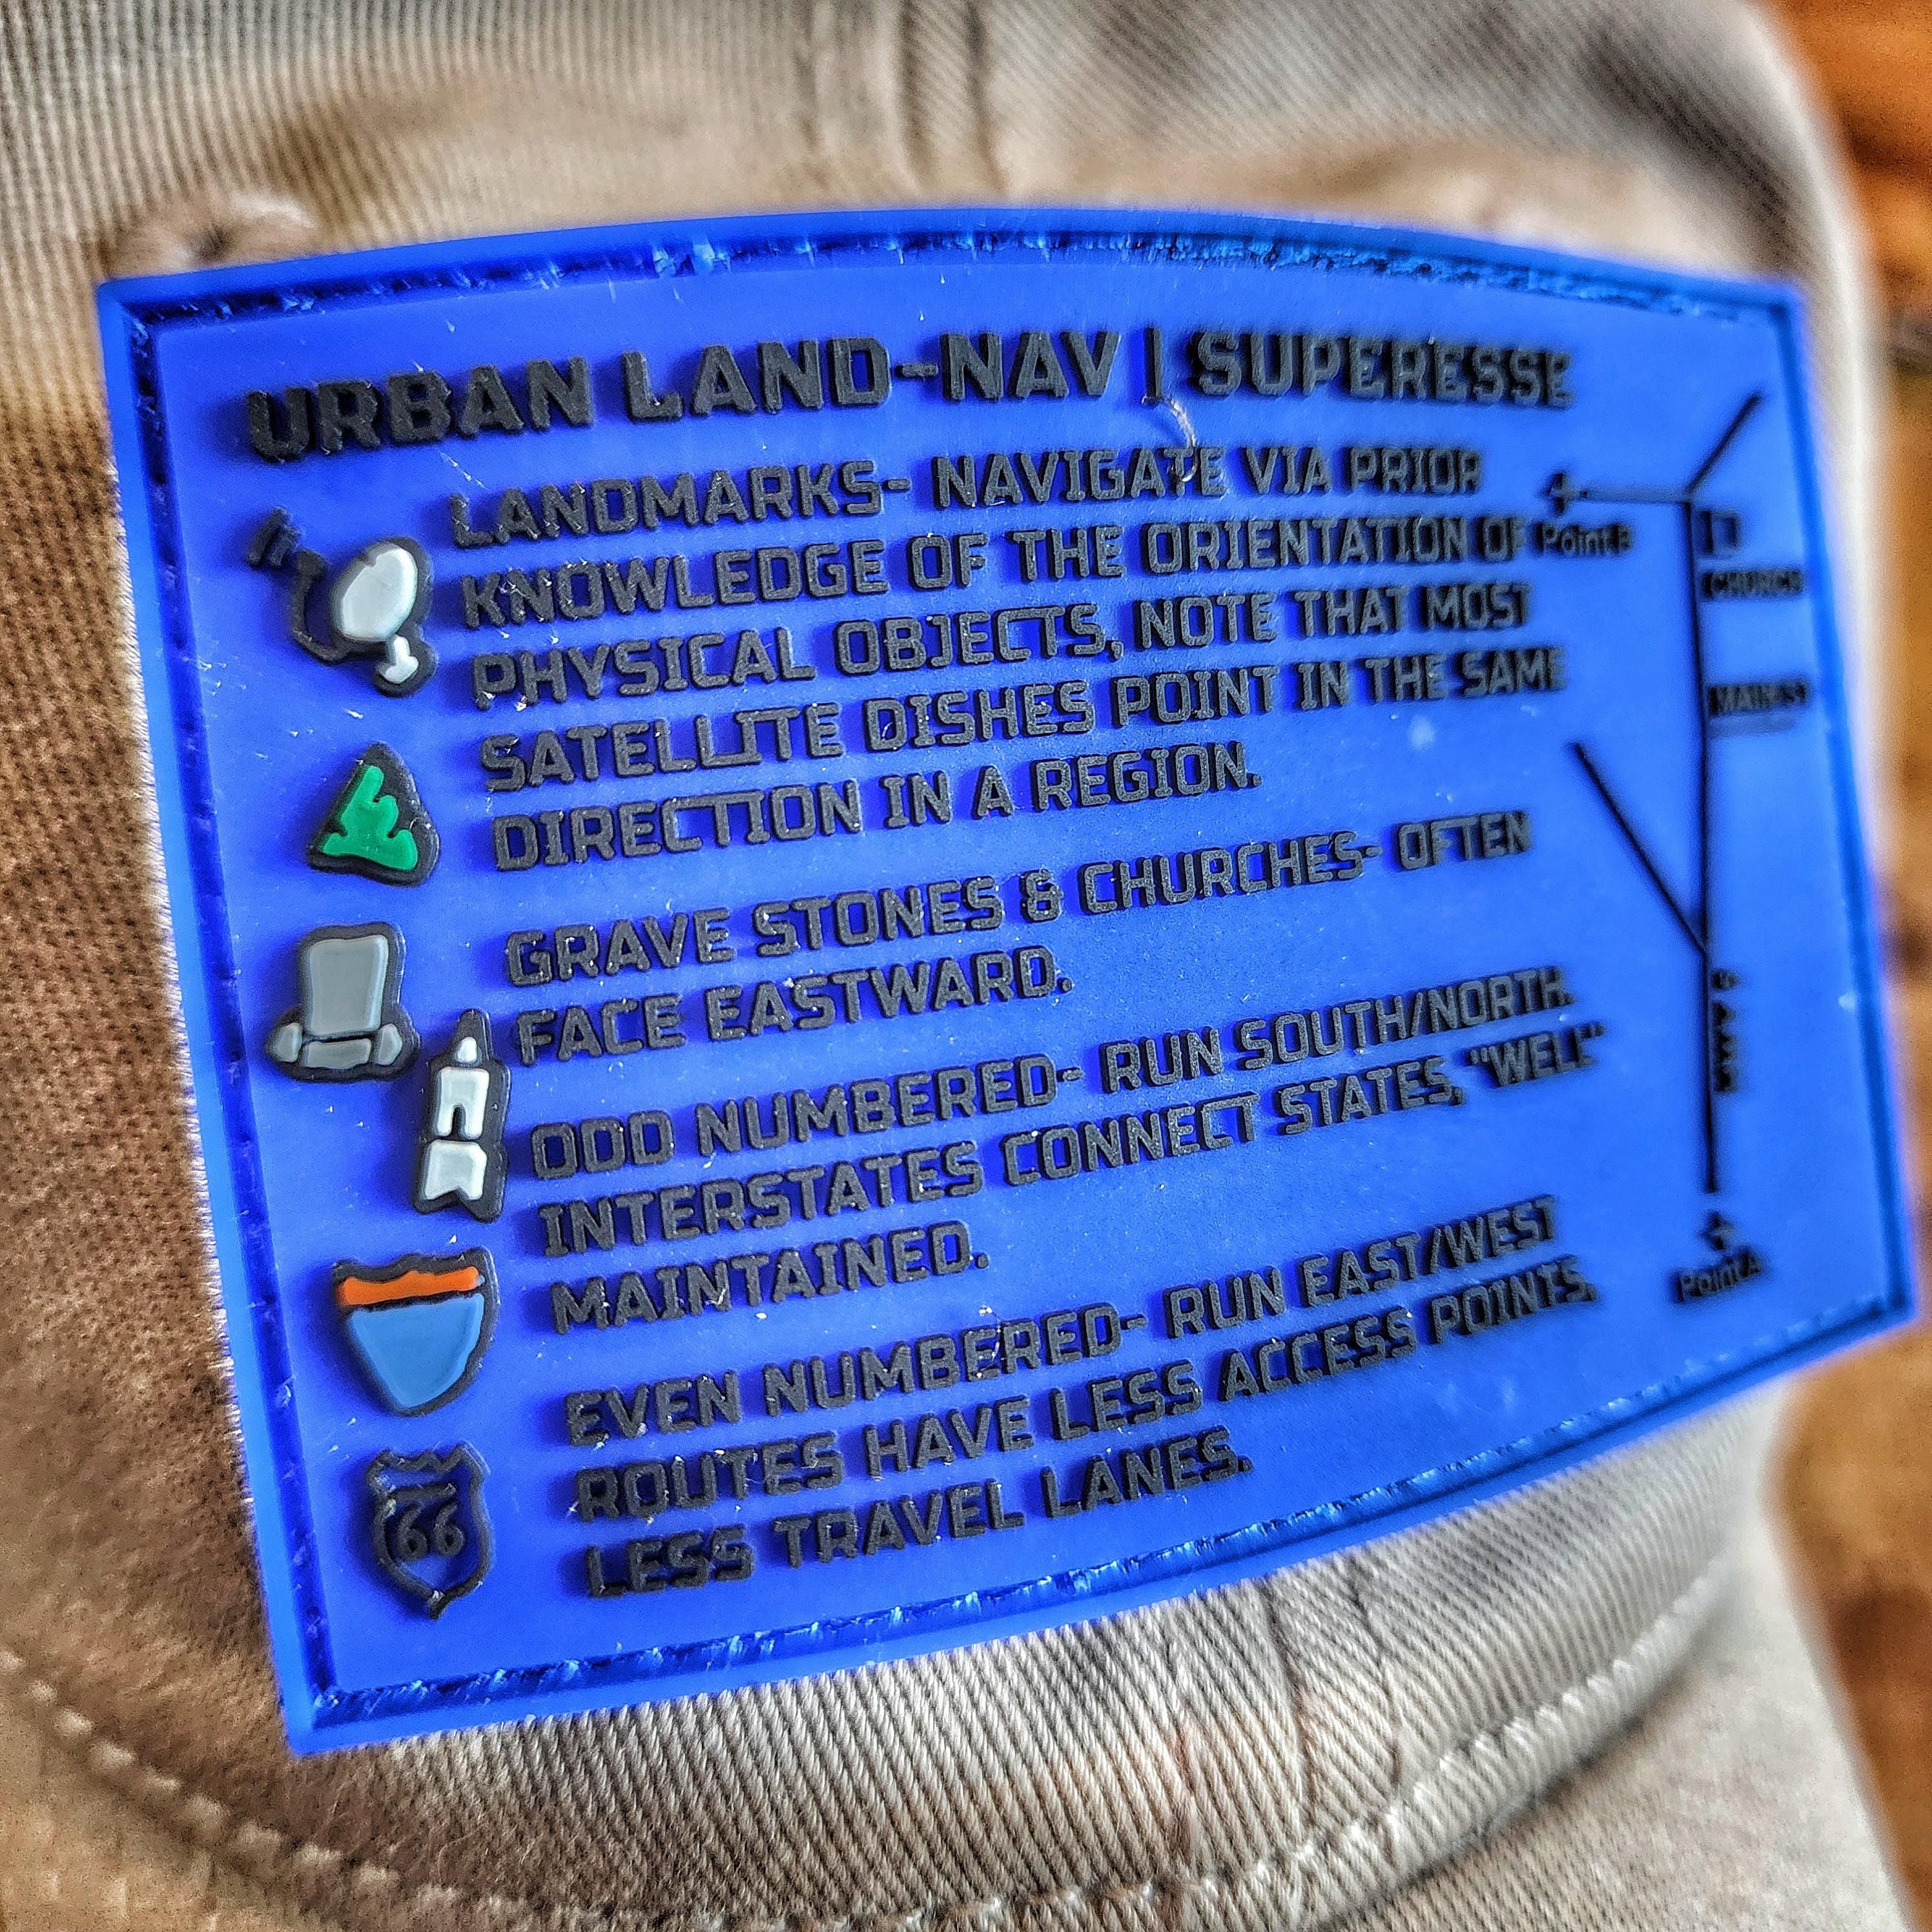 URBAN LAND-NAV | SUPERESSE
LANDMARKS- NAVIGATE VIA PRIOR
KNOWLEDGE OF THE ORIENTATION OF
PHYSICAL OBJECTS, NOTE THAT MOST
SATELLITE DISHES POINT IN THE SAME
DIRECTION IN A REGION.
GRAVE STONES & CHURCHES- OFTEN
FACE EASTWARD.
ODD NUMBERED- RUN SOUTH/NORTH.
INTERSTATES CONNECT STATES, "WELL"
MAINTAINED.
EVEN NUMBERED- RUN EAST/WEST
ROUTES HAVE LESS ACCESS POINTS,
LESS TRAVEL LANES.
66
Point B
CHURCH
MAIN ST
Point A